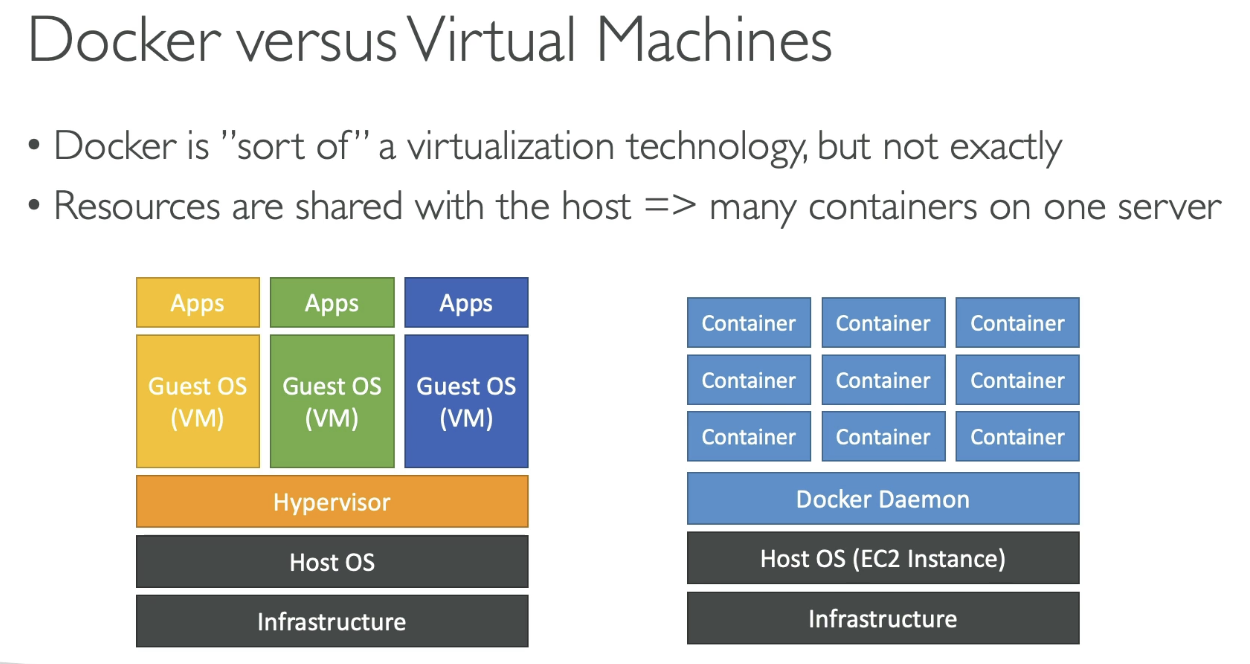 Docker versus Virtual Machines
• Docker is ”sort of” a virtualization technology, but not exactly
• Resources are shared with the host => many containers on one server
Apps
Apps
Apps
Guest OS
(VM)
Guest OS
(VM)
Guest OS
(VM)
Hypervisor
Host OS
Infrastructure
Container
Container
Container
Container
Container
Container
Container
Container
Container
Docker Daemon
Host OS (EC2 Instance)
Infrastructure